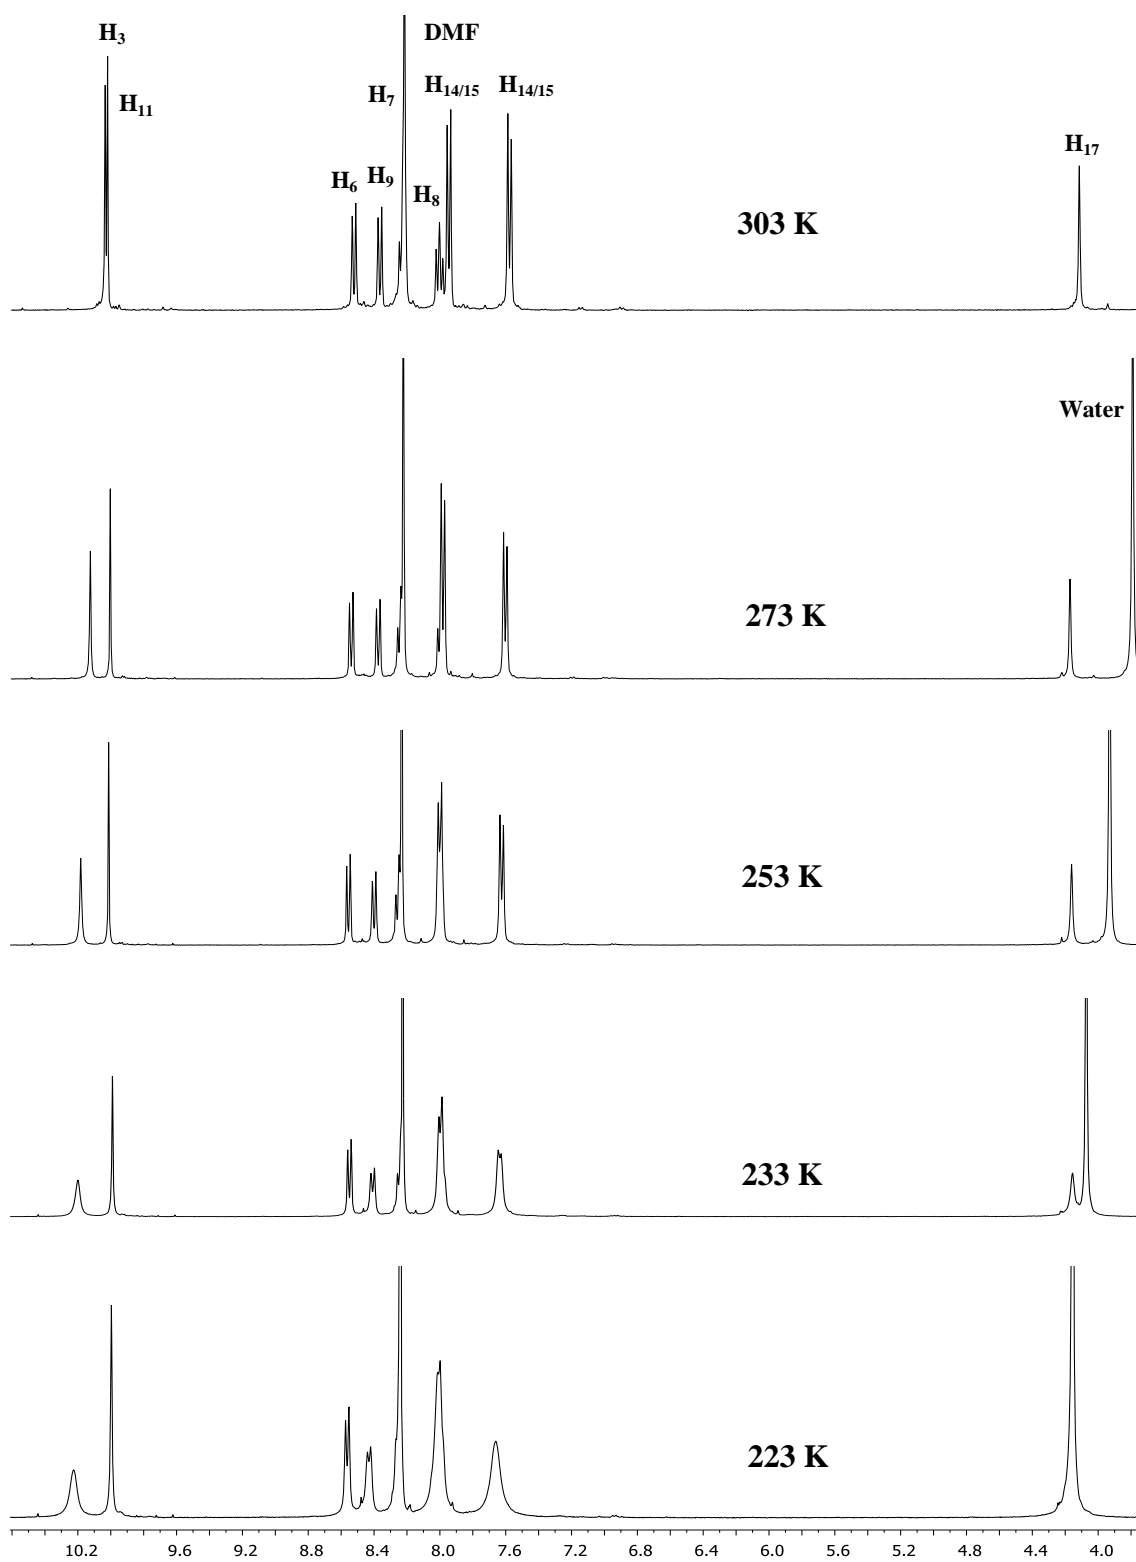 H₃ DMF
H₁₁ H₇ H₁₄/₁₅ H₁₄/₁₅
H₆ H₉ H₈ H₁₇
303 K
Water
273 K
253 K
233 K
223 K
10.2 9.6 9.2 8.8 8.4 8.0 7.6 7.2 6.8 6.4 6.0 5.6 5.2 4.8 4.4 4.0